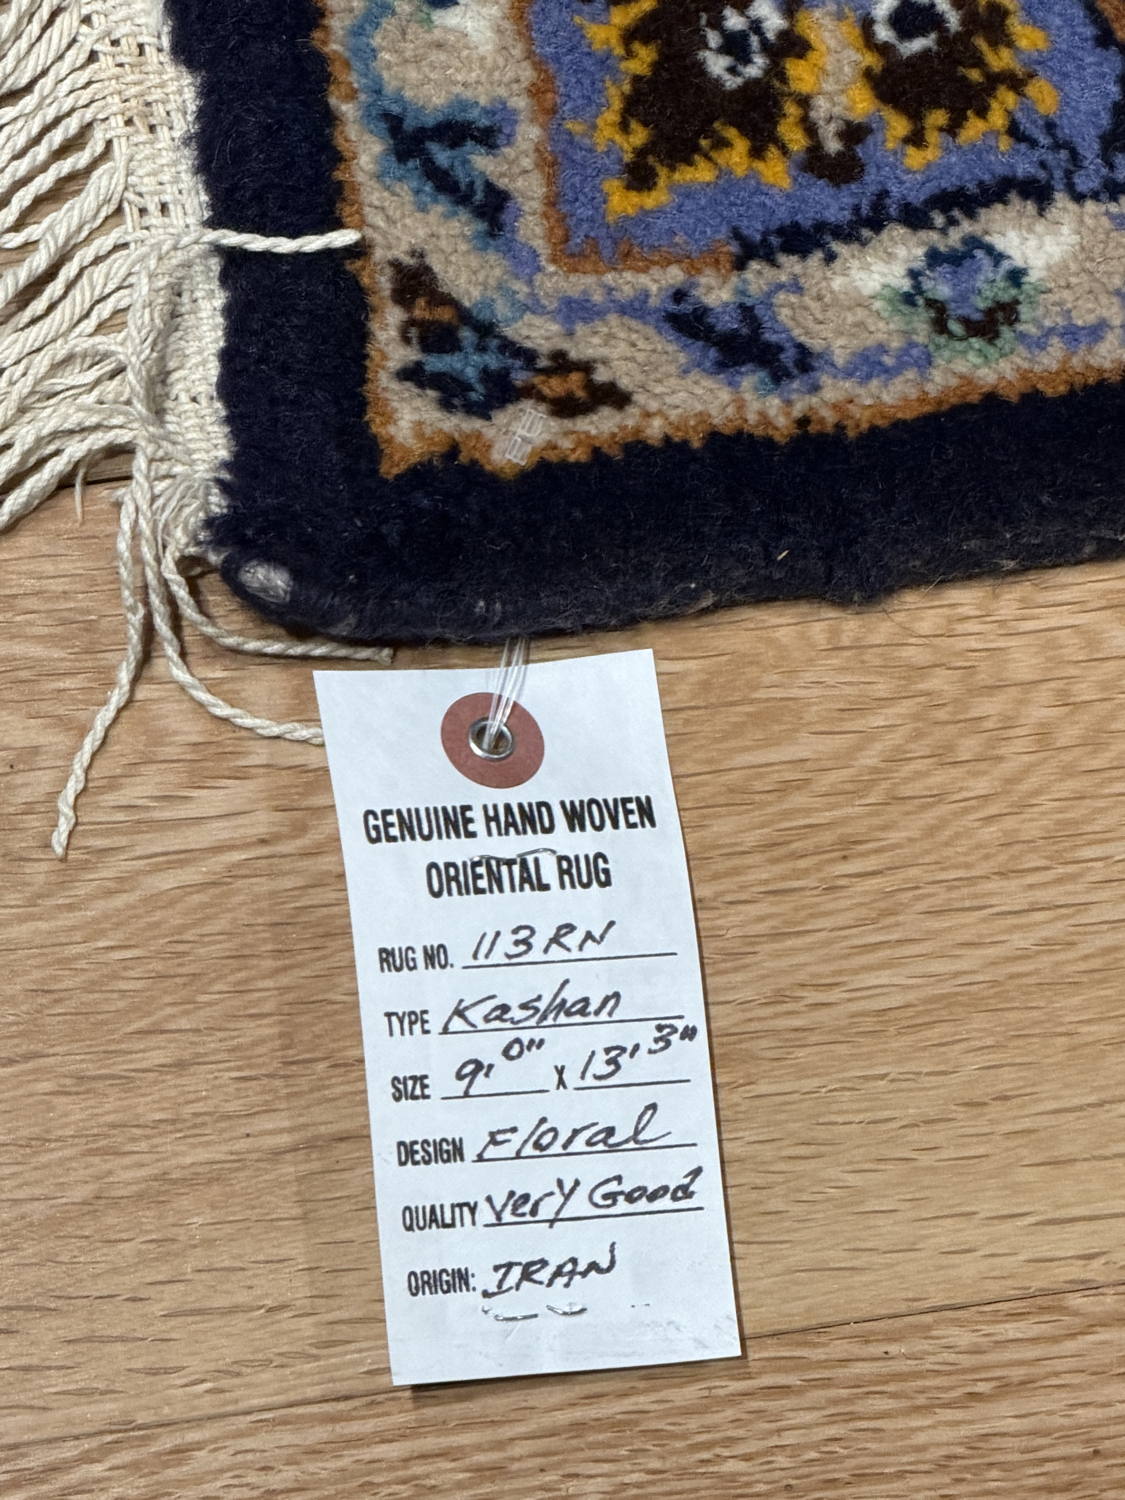 GENUINE HAND WOVEN
ORIENTAL RUG
RUG NO. 113RN
TYPE Kashan
SIZE 9'0" X 13'3"
DESIGN Floral
QUALITY Very Good
ORIGIN: IRAN